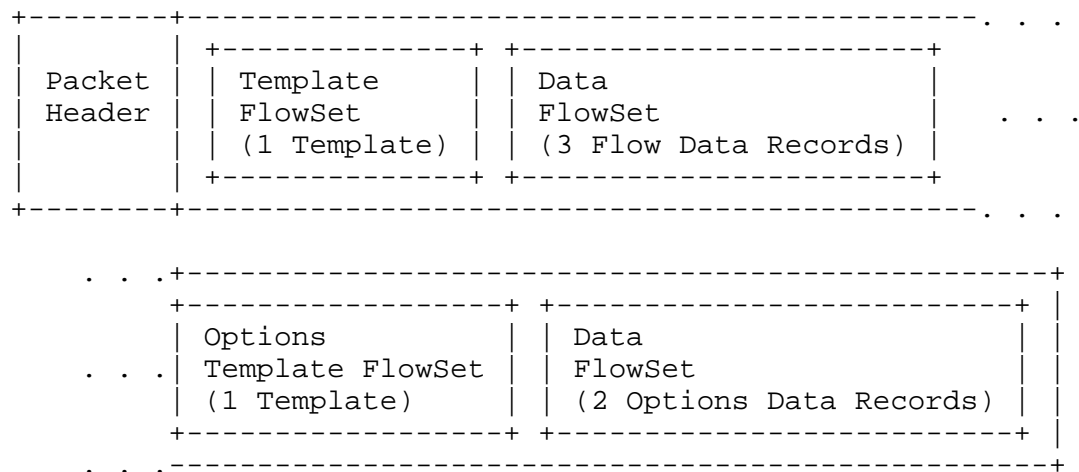 Packet Template Data
Header FlowSet FlowSet . . .
(1 Template) (3 Flow Data Records)
Options Data
. . . Template FlowSet FlowSet
(1 Template) (2 Options Data Records)